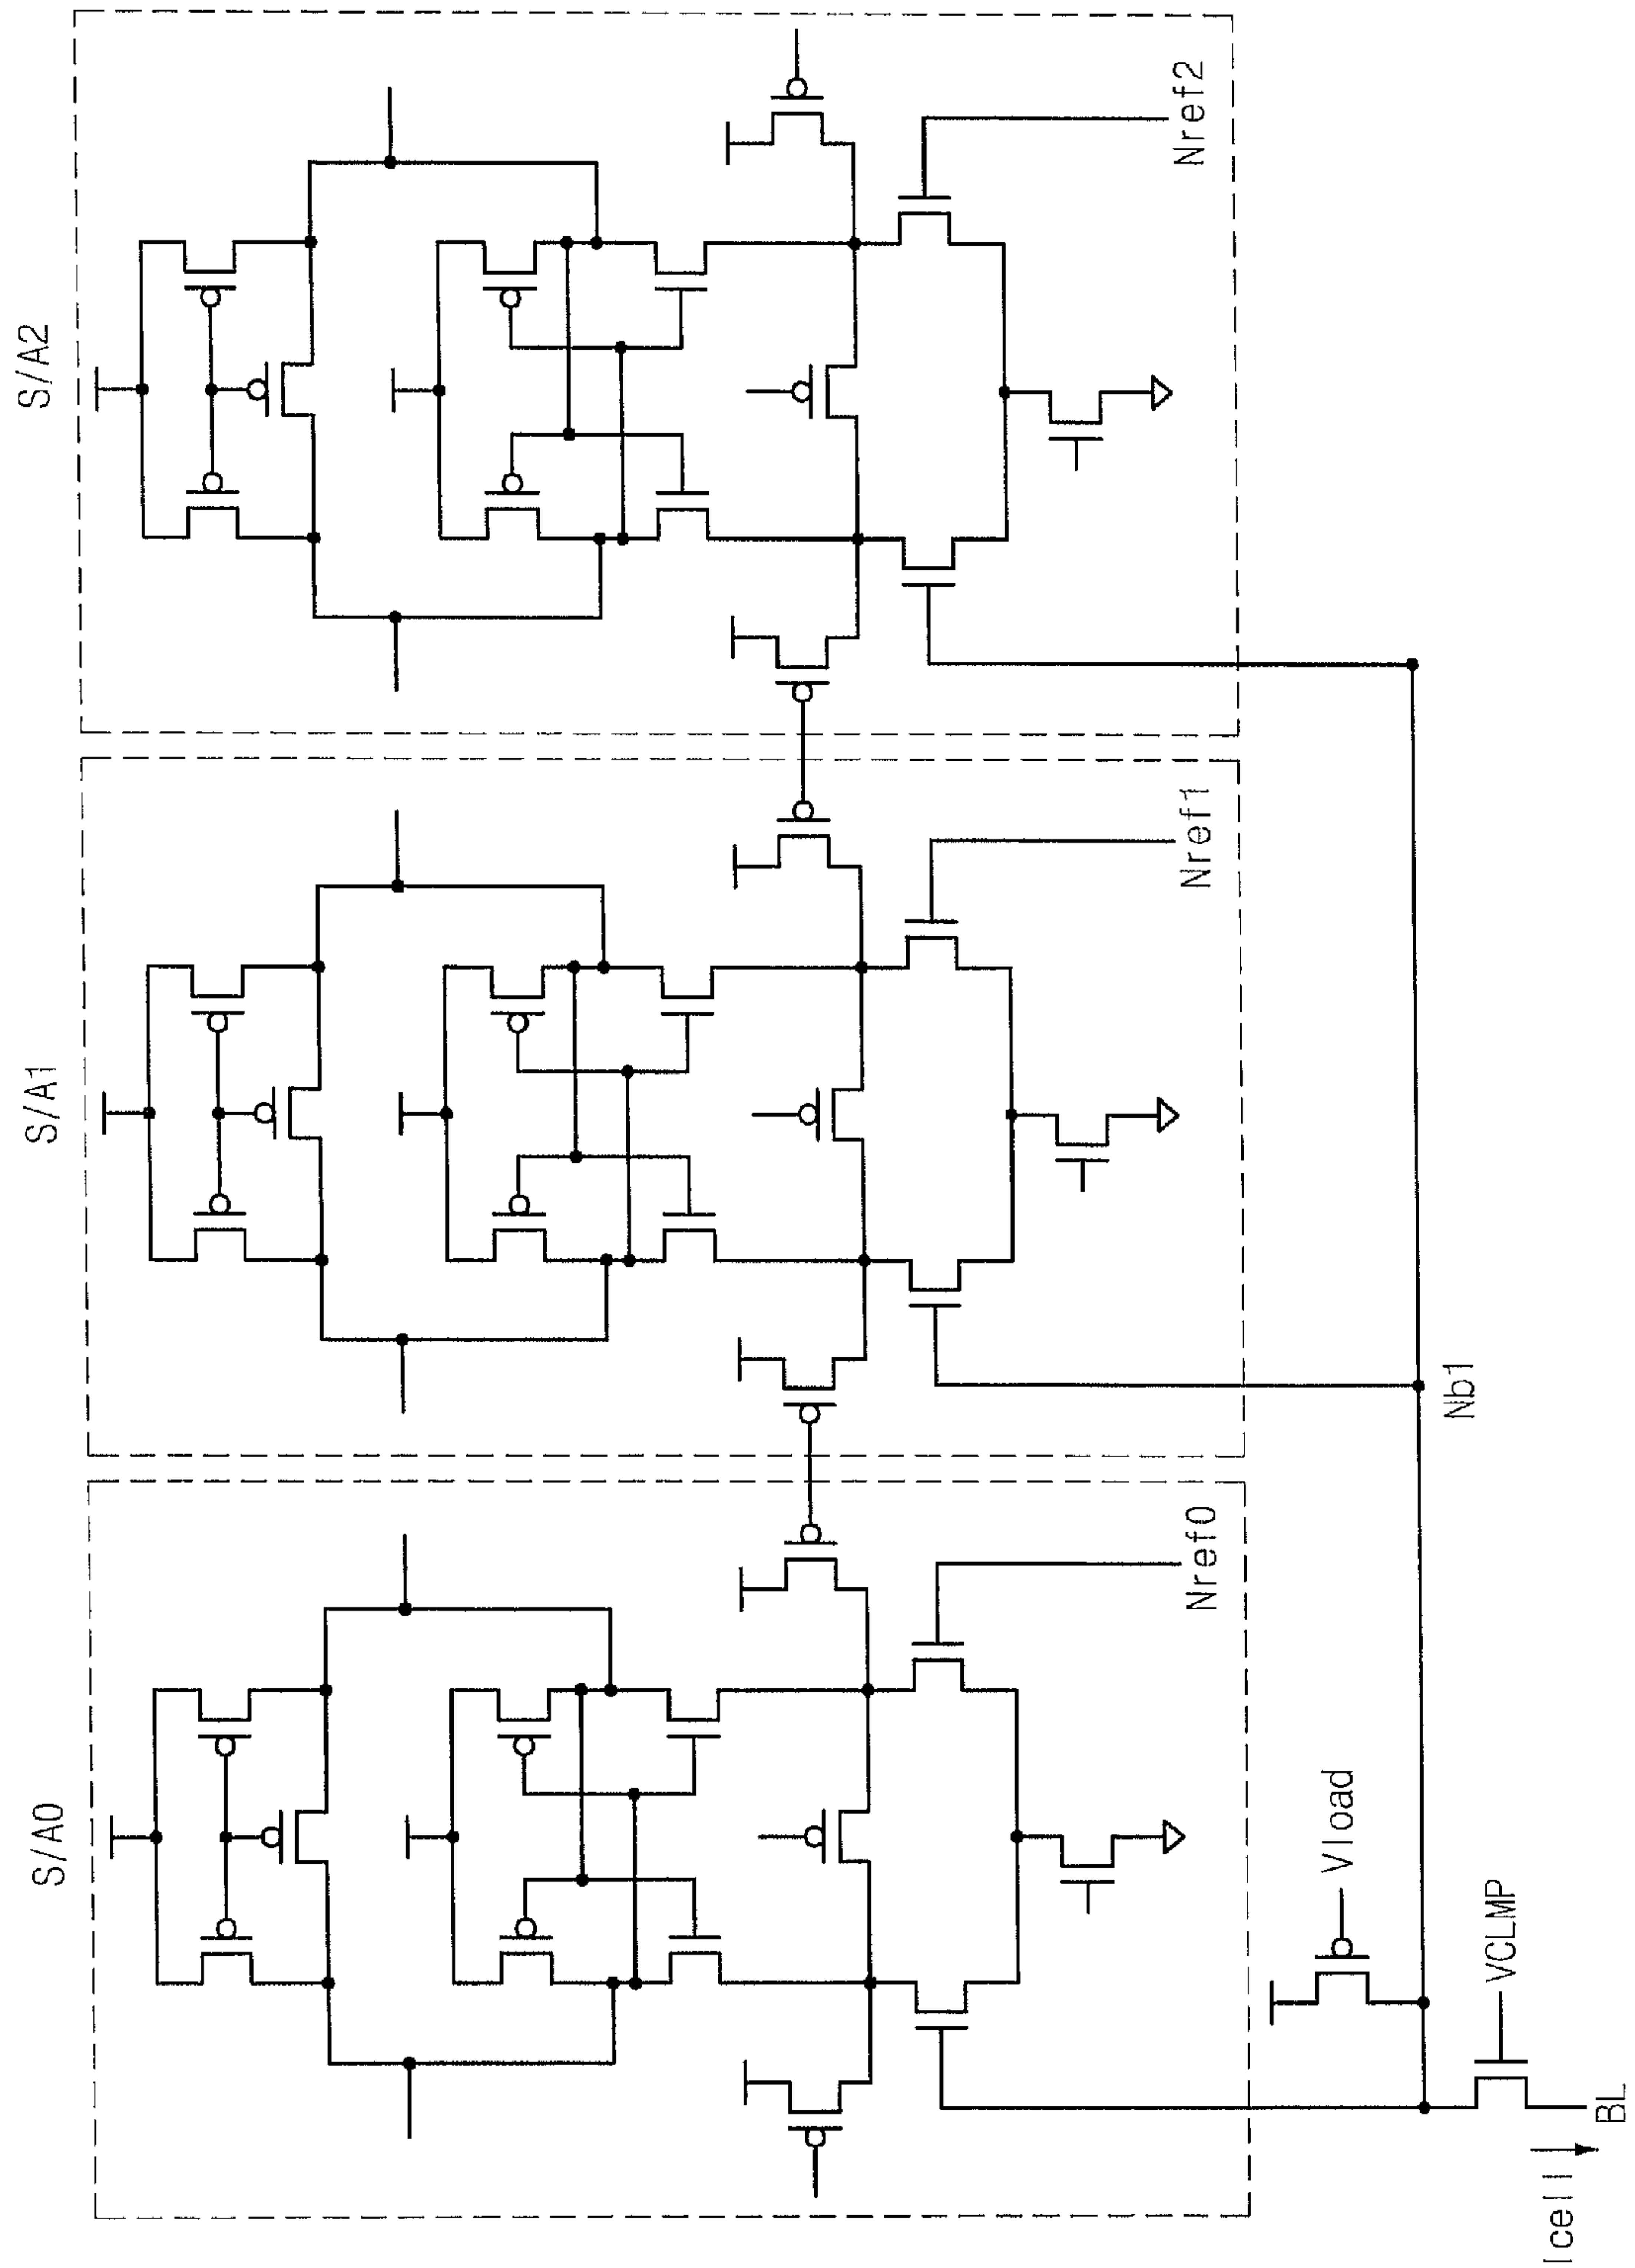 S/A0
S/A1
S/A2
Nref0
Nref1
Nref2
Vload
VCLMP
Nb1
Icell
BL